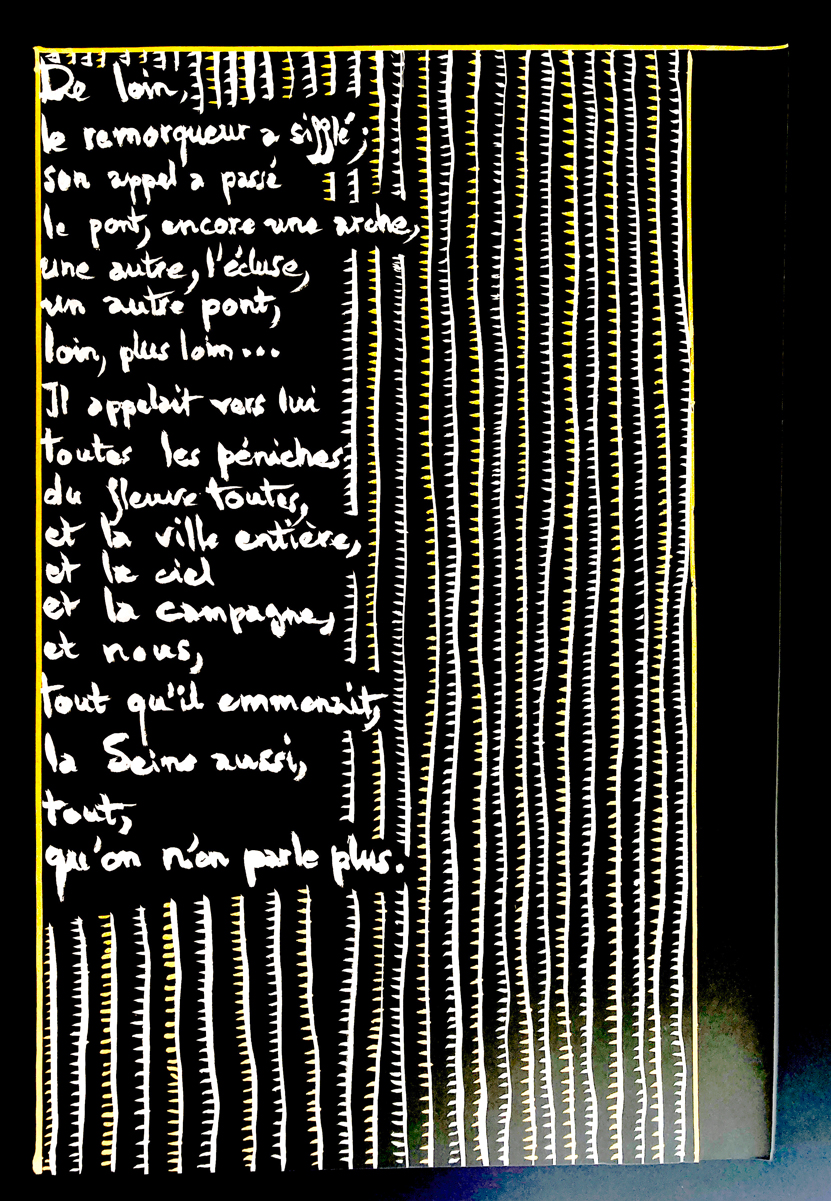 De loin,
le remorqueur a sifflé;
son appel a passé
le pont, encore une arche,
une autre, l'écluse,
un autre pont,
loin, plus loin...
Il appelait vers lui
toutes les péniches
du fleuve toutes,
et la ville entière,
et le ciel
et la campagne,
et nous,
tout qu'il emmenait,
la Seine aussi,
tout,
qu'on n'en parle plus.